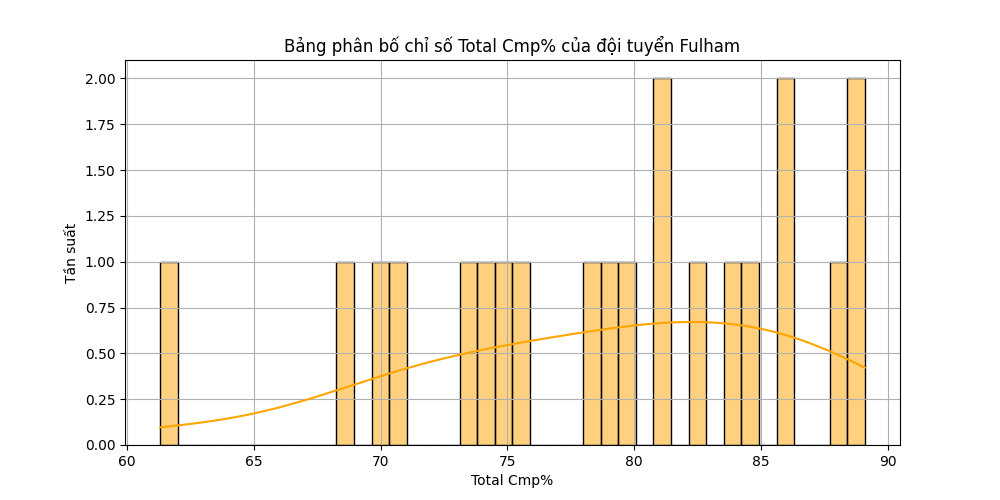 Bảng phân bố chỉ số Total Cmp% của đội tuyển Fulham
Tần suất
2.00
1.75
1.50
1.25
1.00
0.75
0.50
0.25
0.00
60 65 70 75 80 85 90
Total Cmp%